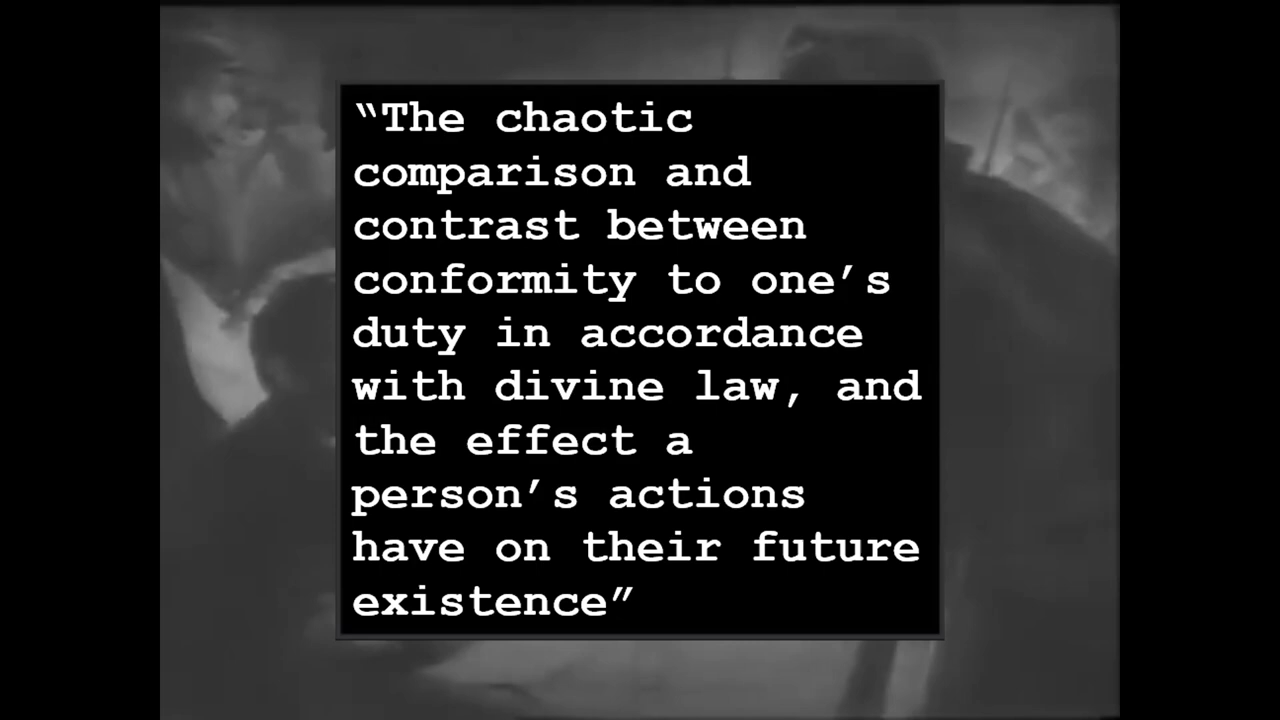 “The chaotic
comparison and
contrast between
conformity to one’s
duty in accordance
with divine law, and
the effect a
person’s actions
have on their future
existence”